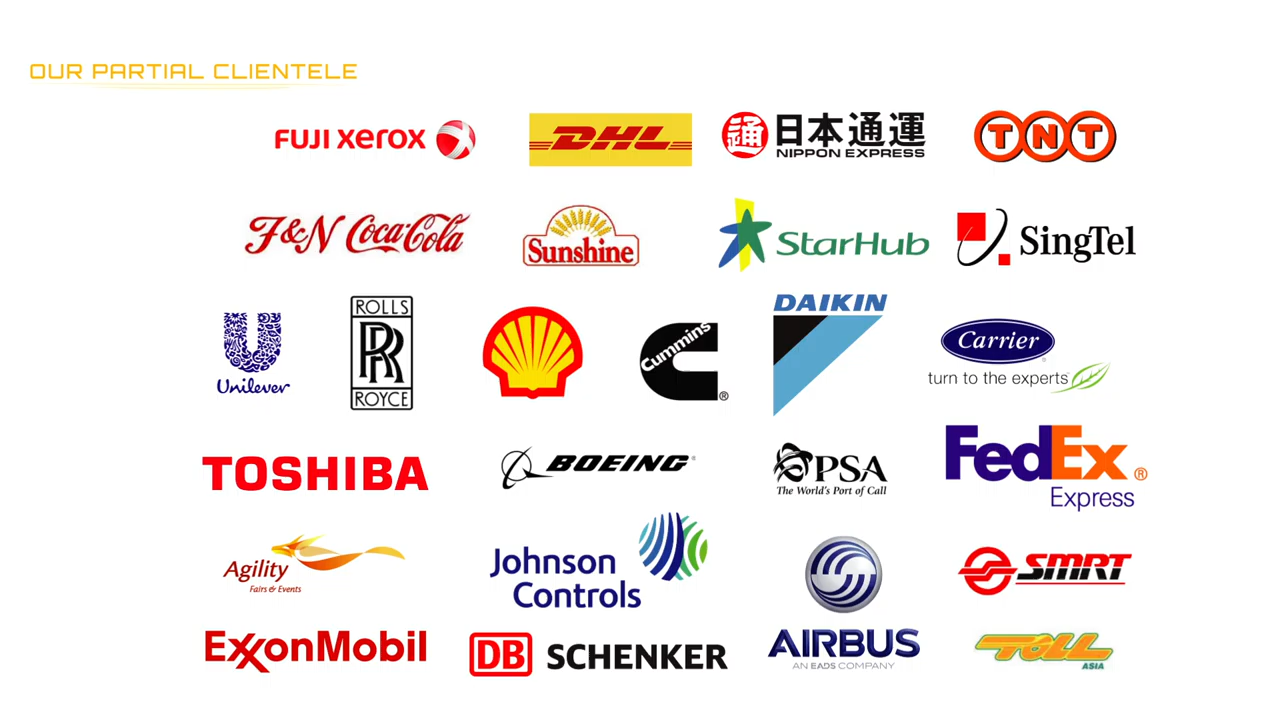 OUR PARTIAL CLIENTELE
FUJI xerox
DHL
通 日本通運
NIPPON EXPRESS
TNT
F&N Coca-Cola
Sunshine
StarHub
SingTel
Unilever
ROLLS
RR
ROYCE
Cummins
®
DAIKIN
Carrier
turn to the experts
TOSHIBA
BOEING
PSA
The World's Port of Call
FedEx®
Express
Agility
Fairs & Events
Johnson
Controls
SMRT
ExxonMobil
DB SCHENKER
AIRBUS
AN EADS COMPANY
TOLL
ASIA